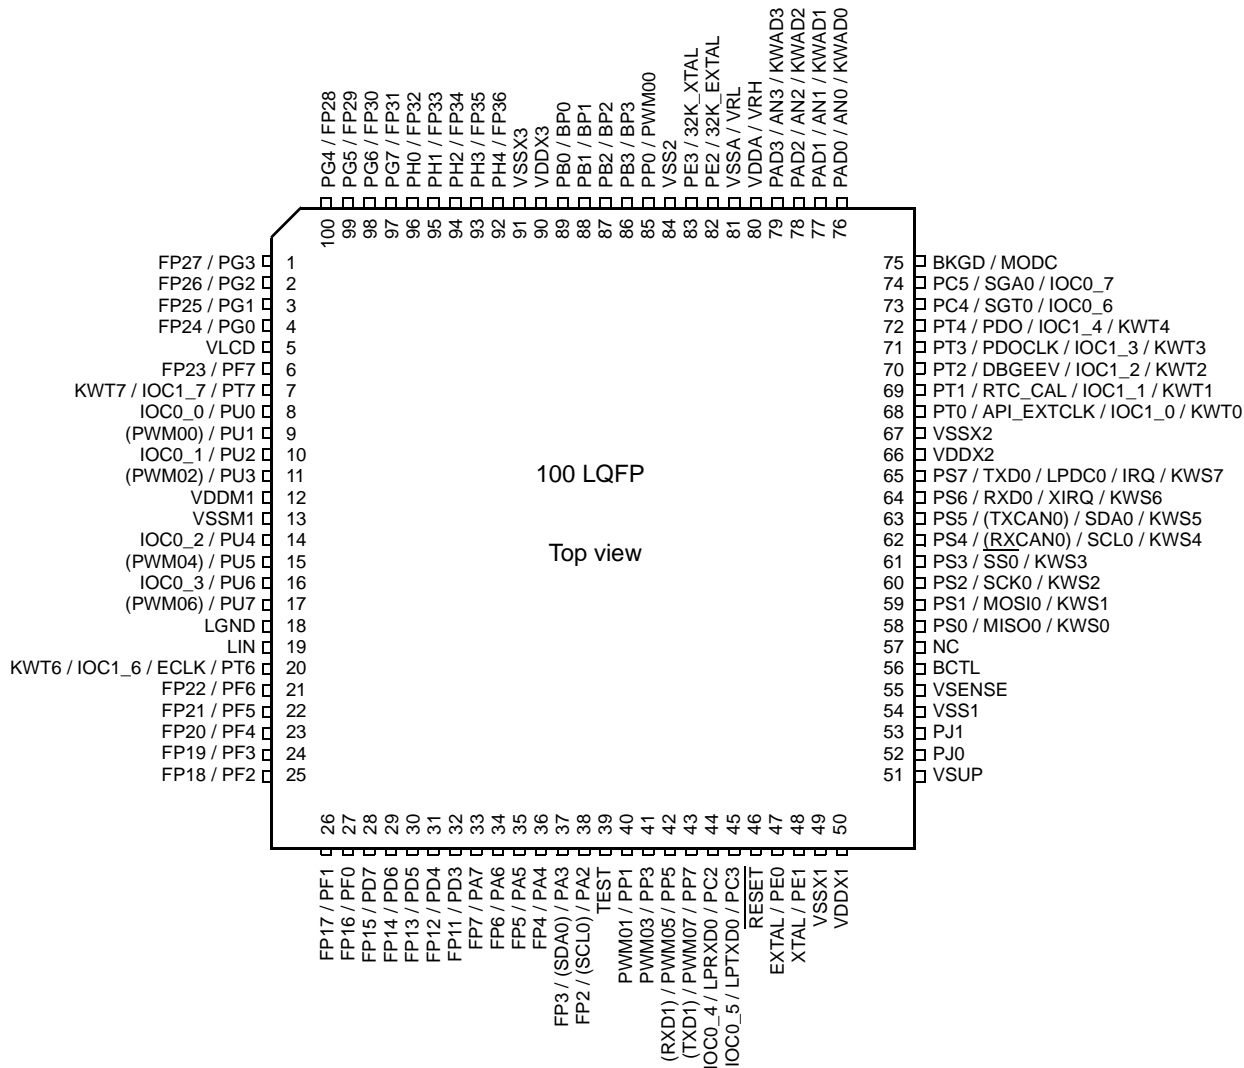 PG4 / FP28
PG5 / FP29
PG6 / FP30
PG7 / FP31
PH0 / FP32
PH1 / FP33
PH2 / FP34
PH3 / FP35
PH4 / FP36
VSSX3
VDDX3
PB0 / BP0
PB1 / BP1
PB2 / BP2
PB3 / BP3
PP0 / PWM00
VSS2
PE3 / 32K_XTAL
PE2 / 32K_EXTAL
VSSA / VRL
VDDA / VRH
PAD3 / AN3 / KWAD3
PAD2 / AN2 / KWAD2
PAD1 / AN1 / KWAD1
PAD0 / AN0 / KWAD0
100
99
98
97
96
95
94
93
92
91
90
89
88
87
86
85
84
83
82
81
80
79
78
77
76
FP27 / PG3 1
FP26 / PG2 2
FP25 / PG1 3
FP24 / PG0 4
VLCD 5
FP23 / PF7 6
KWT7 / IOC1_7 / PT7 7
IOC0_0 / PU0 8
(PWM00) / PU1 9
IOC0_1 / PU2 10
(PWM02) / PU3 11
VDDM1 12
VSSM1 13
IOC0_2 / PU4 14
(PWM04) / PU5 15
IOC0_3 / PU6 16
(PWM06) / PU7 17
LGND 18
LIN 19
KWT6 / IOC1_6 / ECLK / PT6 20
FP22 / PF6 21
FP21 / PF5 22
FP20 / PF4 23
FP19 / PF3 24
FP18 / PF2 25
100 LQFP
Top view
75 BKGD / MODC
74 PC5 / SGA0 / IOC0_7
73 PC4 / SGT0 / IOC0_6
72 PT4 / PDO / IOC1_4 / KWT4
71 PT3 / PDOCLK / IOC1_3 / KWT3
70 PT2 / DBGEEV / IOC1_2 / KWT2
69 PT1 / RTC_CAL / IOC1_1 / KWT1
68 PT0 / API_EXTCLK / IOC1_0 / KWT0
67 VSSX2
66 VDDX2
65 PS7 / TXD0 / LPDC0 / IRQ / KWS7
64 PS6 / RXD0 / XIRQ / KWS6
63 PS5 / (TXCAN0) / SDA0 / KWS5
62 PS4 / (RXCAN0) / SCL0 / KWS4
61 PS3 / SS0 / KWS3
60 PS2 / SCK0 / KWS2
59 PS1 / MOSI0 / KWS1
58 PS0 / MISO0 / KWS0
57 NC
56 BCTL
55 VSENSE
54 VSS1
53 PJ1
52 PJ0
51 VSUP
26
27
28
29
30
31
32
33
34
35
36
37
38
39
40
41
42
43
44
45
46
47
48
49
50
FP17 / PF1
FP16 / PF0
FP15 / PD7
FP14 / PD6
FP13 / PD5
FP12 / PD4
FP11 / PD3
FP7 / PA7
FP6 / PA6
FP5 / PA5
FP4 / PA4
FP3 / (SDA0) / PA3
FP2 / (SCL0) / PA2
TEST
PWM01 / PP1
PWM03 / PP3
(RXD1) / PWM05 / PP5
(TXD1) / PWM07 / PP7
IOC0_4 / LPRXD0 / PC2
IOC0_5 / LPTXD0 / PC3
RESET
EXTAL / PE0
XTAL / PE1
VSSX1
VDDX1